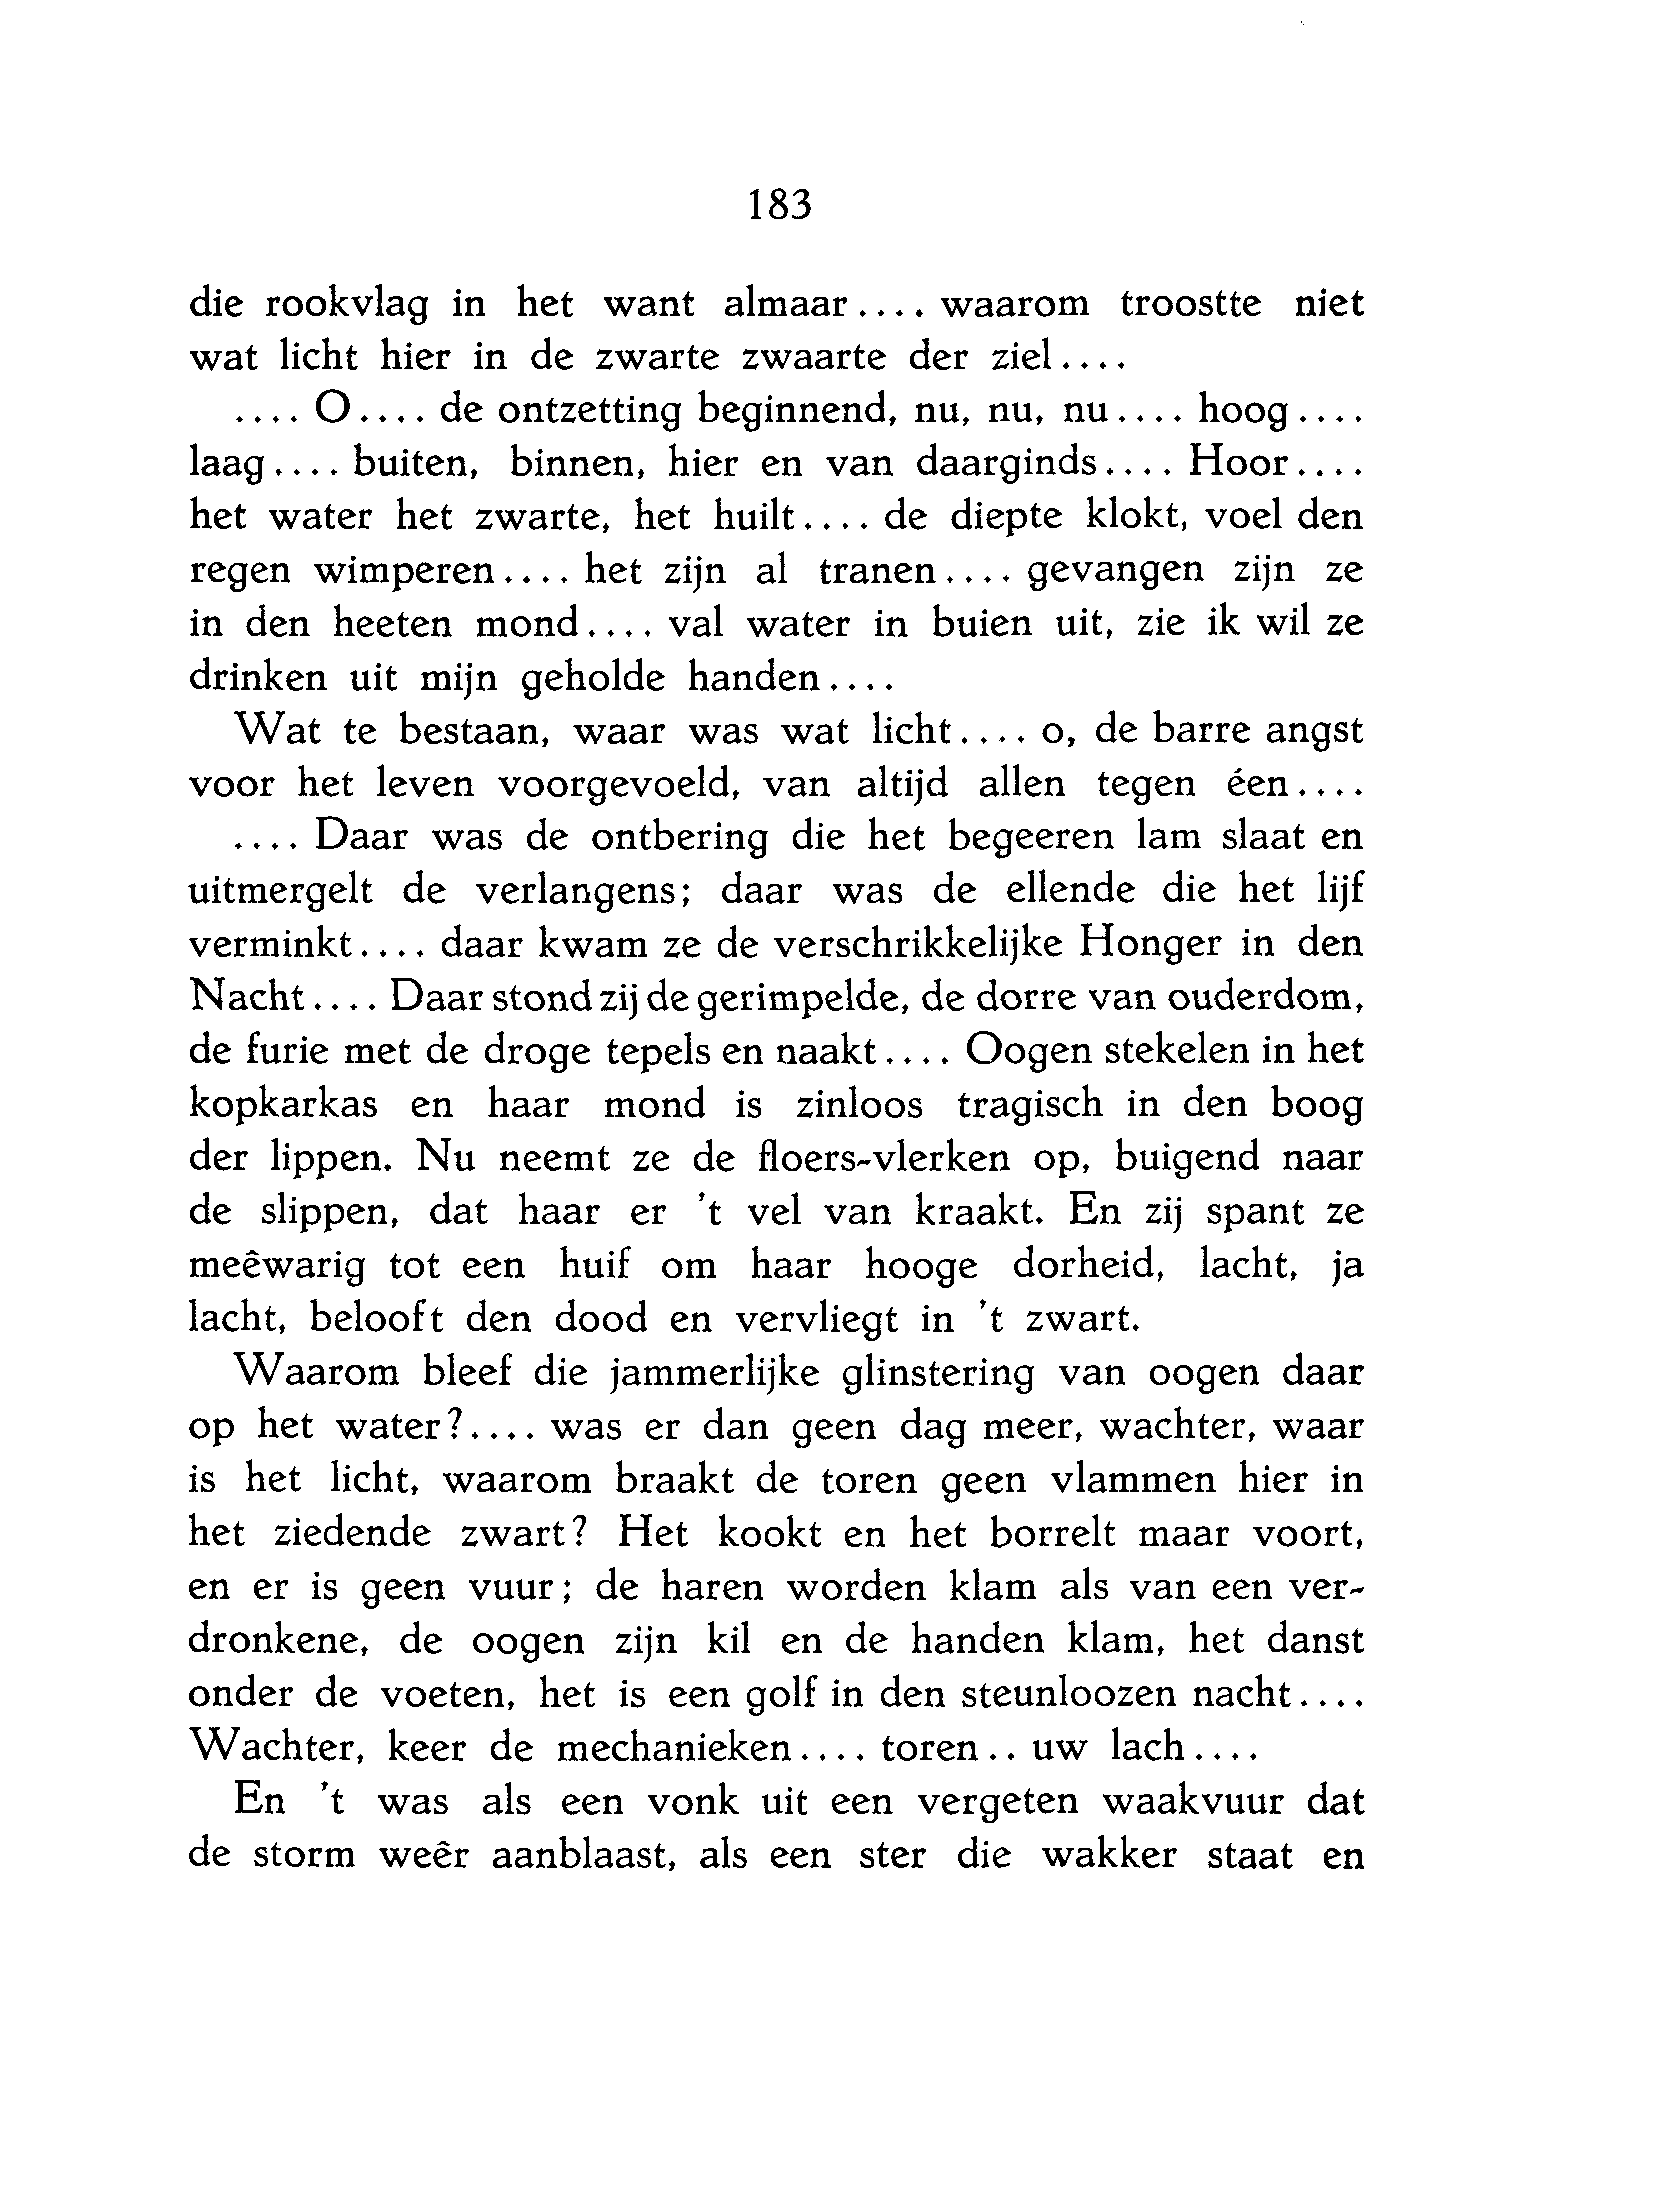 183
die rookvlag in het want almaar.... waarom troostte niet
wat licht hier in de zwarte zwaarte der ziel....
.... O.... de ontzetting beginnend, nu, nu, nu.... hoog....
laag.... buiten, binnen, hier en van daarginds.... Hoor....
het water het zwarte, het huilt.... de diepte klokt, voel den
regen wimperen.... het zijn al tranen.... gevangen zijn ze
in den heeten mond.... val water in buien uit, zie ik wil ze
drinken uit mijn geholde handen....
Wat te bestaan, waar was wat licht.... o, de barre angst
voor het leven voorgevoeld, van altijd allen tegen éen....
.... Daar was de ontbering die het begeeren lam slaat en
uitmergelt de verlangens; daar was de ellende die het lijf
verminkt.... daar kwam ze de verschrikkelijke Honger in den
Nacht.... Daar stond zij de gerimpelde, de dorre van ouderdom,
de furie met de droge tepels en naakt.... Oogen stekelen in het
kopkarkas en haar mond is zinloos tragisch in den boog
der lippen. Nu neemt ze de floers-vlerken op, buigend naar
de slippen, dat haar er 't vel van kraakt. En zij spant ze
meêwarig tot een huif om haar hooge dorheid, lacht, ja
lacht, belooft den dood en vervliegt in 't zwart.
Waarom bleef die jammerlijke glinstering van oogen daar
op het water?.... was er dan geen dag meer, wachter, waar
is het licht, waarom braakt de toren geen vlammen hier in
het ziedende zwart? Het kookt en het borrelt maar voort,
en er is geen vuur; de haren worden klam als van een ver-
dronkene, de oogen zijn kil en de handen klam, het danst
onder de voeten, het is een golf in den steunloozen nacht....
Wachter, keer de mechanieken.... toren.. uw lach....
En 't was als een vonk uit een vergeten waakvuur dat
de storm weêr aanblaast, als een ster die wakker staat en